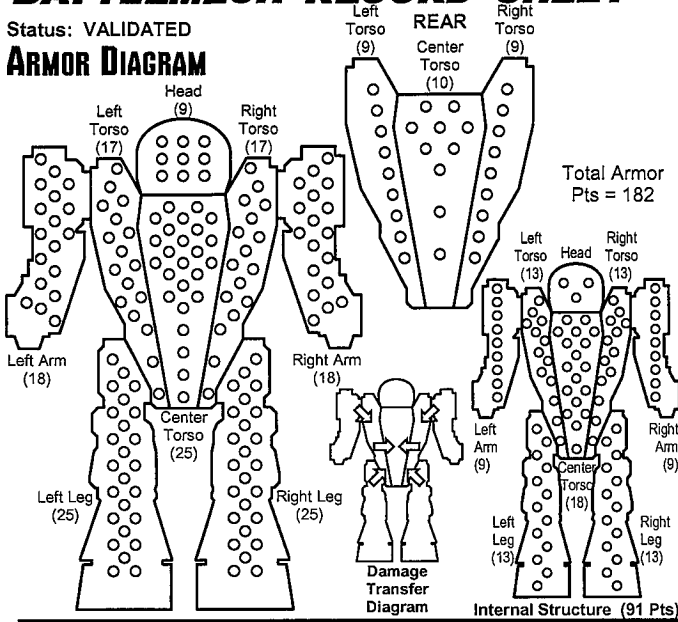 BATTLEMECH RECORD SHEET
Status: VALIDATED
ARMOR DIAGRAM
Head
(9)
Left
Torso
(17)
Right
Torso
(17)
Left Arm
(18)
Right Arm
(18)
Center
Torso
(25)
Left Leg
(25)
Right Leg
(25)
REAR
Left
Torso
(9)
Center
Torso
(10)
Right
Torso
(9)
Total Armor
Pts = 182
Damage
Transfer
Diagram
Left
Torso
(13)
Head
Right
Torso
(13)
Left
Arm
(9)
Right
Arm
(9)
Center
Torso
(18)
Left
Leg
(13)
Right
Leg
(13)
Internal Structure (91 Pts)